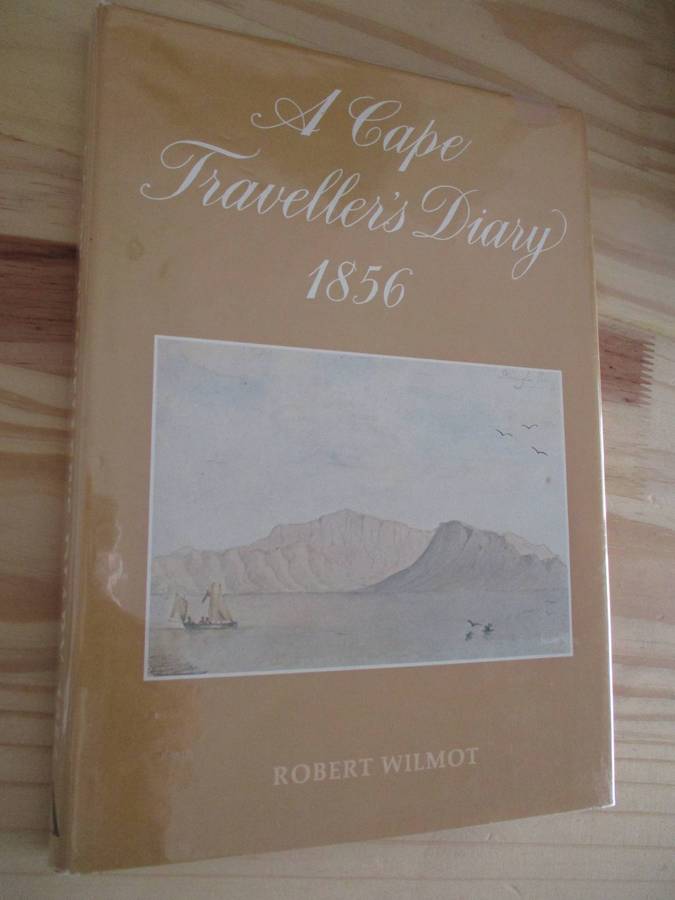 A Cape
Traveller's Diary
1856
ROBERT WILMOT